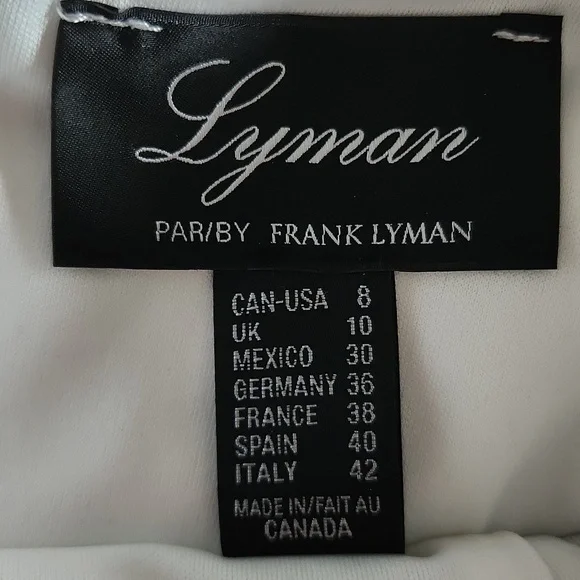 Lyman
PAR/BY FRANK LYMAN
CAN-USA 8
UK 10
MEXICO 30
GERMANY 36
FRANCE 38
SPAIN 40
ITALY 42
MADE IN/FAIT AU
CANADA